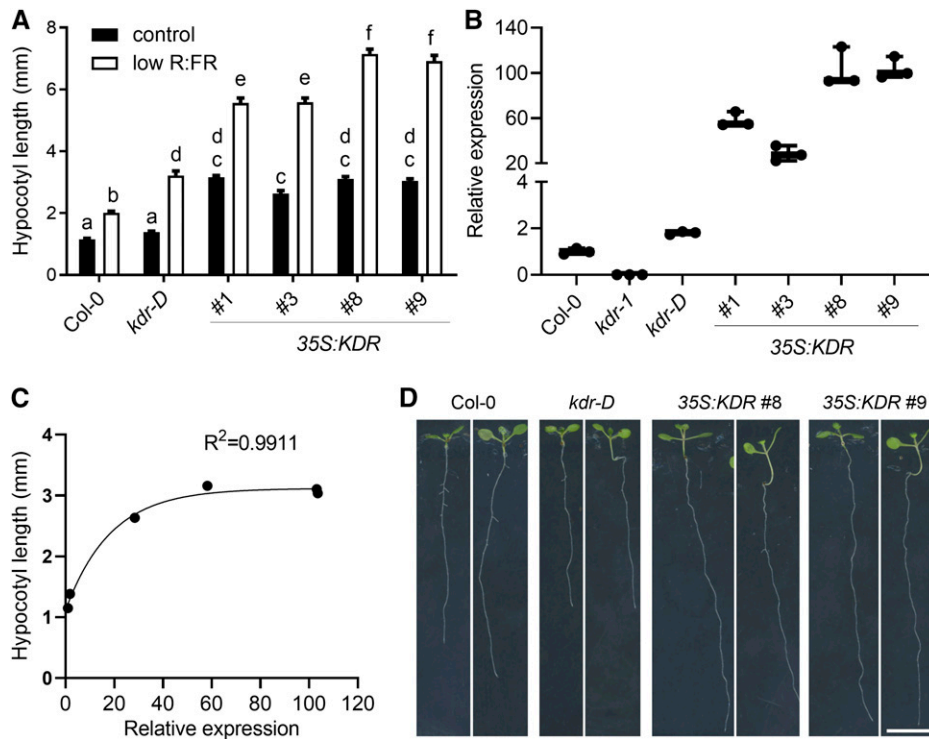 A
Hypocotyl length (mm)
8
6
4
2
0
control
low R:FR
a
b
a
d
d
c
e
c
e
d
c
f
d
c
f
Col-0
kdr-D
#1
#3
#8
#9
35S:KDR
B
Relative expression
140
100
60
20
4
2
0
Col-0
kdr-1
kdr-D
#1
#3
#8
#9
35S:KDR
C
Hypocotyl length (mm)
4
3
2
1
0
R²=0.9911
0
20
40
60
80
100
120
Relative expression
D
Col-0
kdr-D
35S:KDR #8
35S:KDR #9